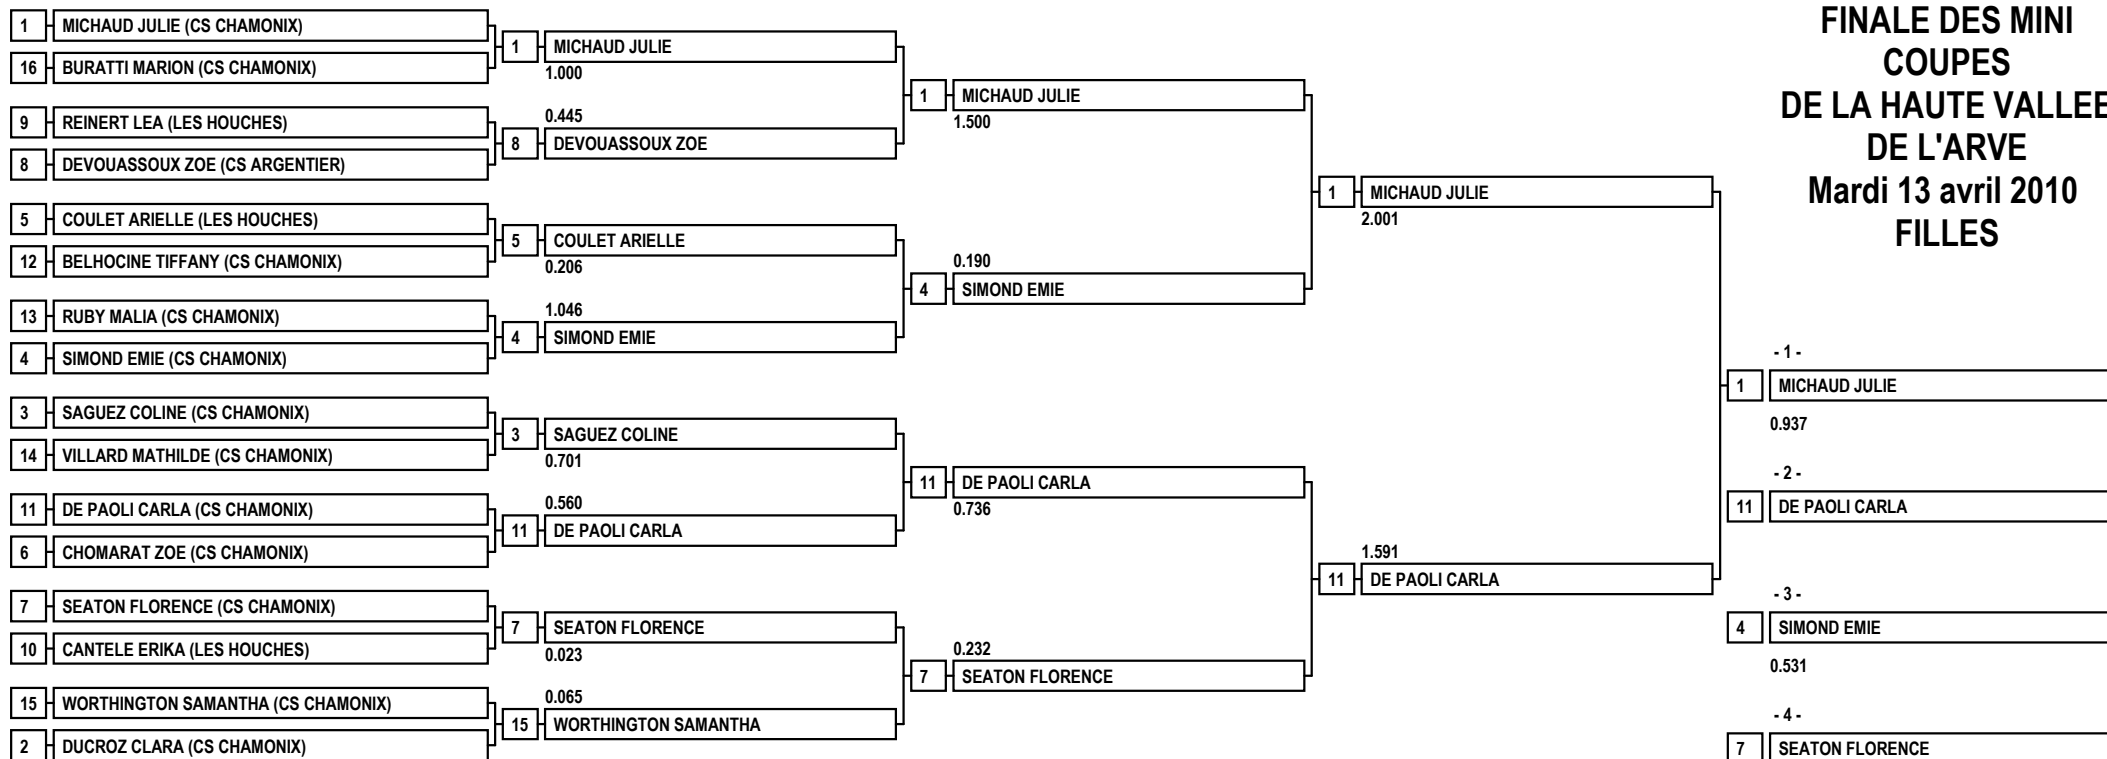 FINALE DES MINI
COUPES
DE LA HAUTE VALLEE
DE L'ARVE
Mardi 13 avril 2010
FILLES
1 MICHAUD JULIE (CS CHAMONIX)
16 BURATTI MARION (CS CHAMONIX)
9 REINERT LEA (LES HOUCHES)
8 DEVOUASSOUX ZOE (CS ARGENTIER)
5 COULET ARIELLE (LES HOUCHES)
12 BELHOCINE TIFFANY (CS CHAMONIX)
13 RUBY MALIA (CS CHAMONIX)
4 SIMOND EMIE (CS CHAMONIX)
3 SAGUEZ COLINE (CS CHAMONIX)
14 VILLARD MATHILDE (CS CHAMONIX)
11 DE PAOLI CARLA (CS CHAMONIX)
6 CHOMARAT ZOE (CS CHAMONIX)
7 SEATON FLORENCE (CS CHAMONIX)
10 CANTELE ERIKA (LES HOUCHES)
15 WORTHINGTON SAMANTHA (CS CHAMONIX)
2 DUCROZ CLARA (CS CHAMONIX)
1 MICHAUD JULIE
1.000
0.445
8 DEVOUASSOUX ZOE
5 COULET ARIELLE
0.206
1.046
4 SIMOND EMIE
3 SAGUEZ COLINE
0.701
0.560
11 DE PAOLI CARLA
7 SEATON FLORENCE
0.023
0.065
15 WORTHINGTON SAMANTHA
1 MICHAUD JULIE
1.500
0.190
4 SIMOND EMIE
11 DE PAOLI CARLA
0.736
0.232
7 SEATON FLORENCE
1 MICHAUD JULIE
2.001
1.591
11 DE PAOLI CARLA
- 1 -
1 MICHAUD JULIE
0.937
- 2 -
11 DE PAOLI CARLA
- 3 -
4 SIMOND EMIE
0.531
- 4 -
7 SEATON FLORENCE